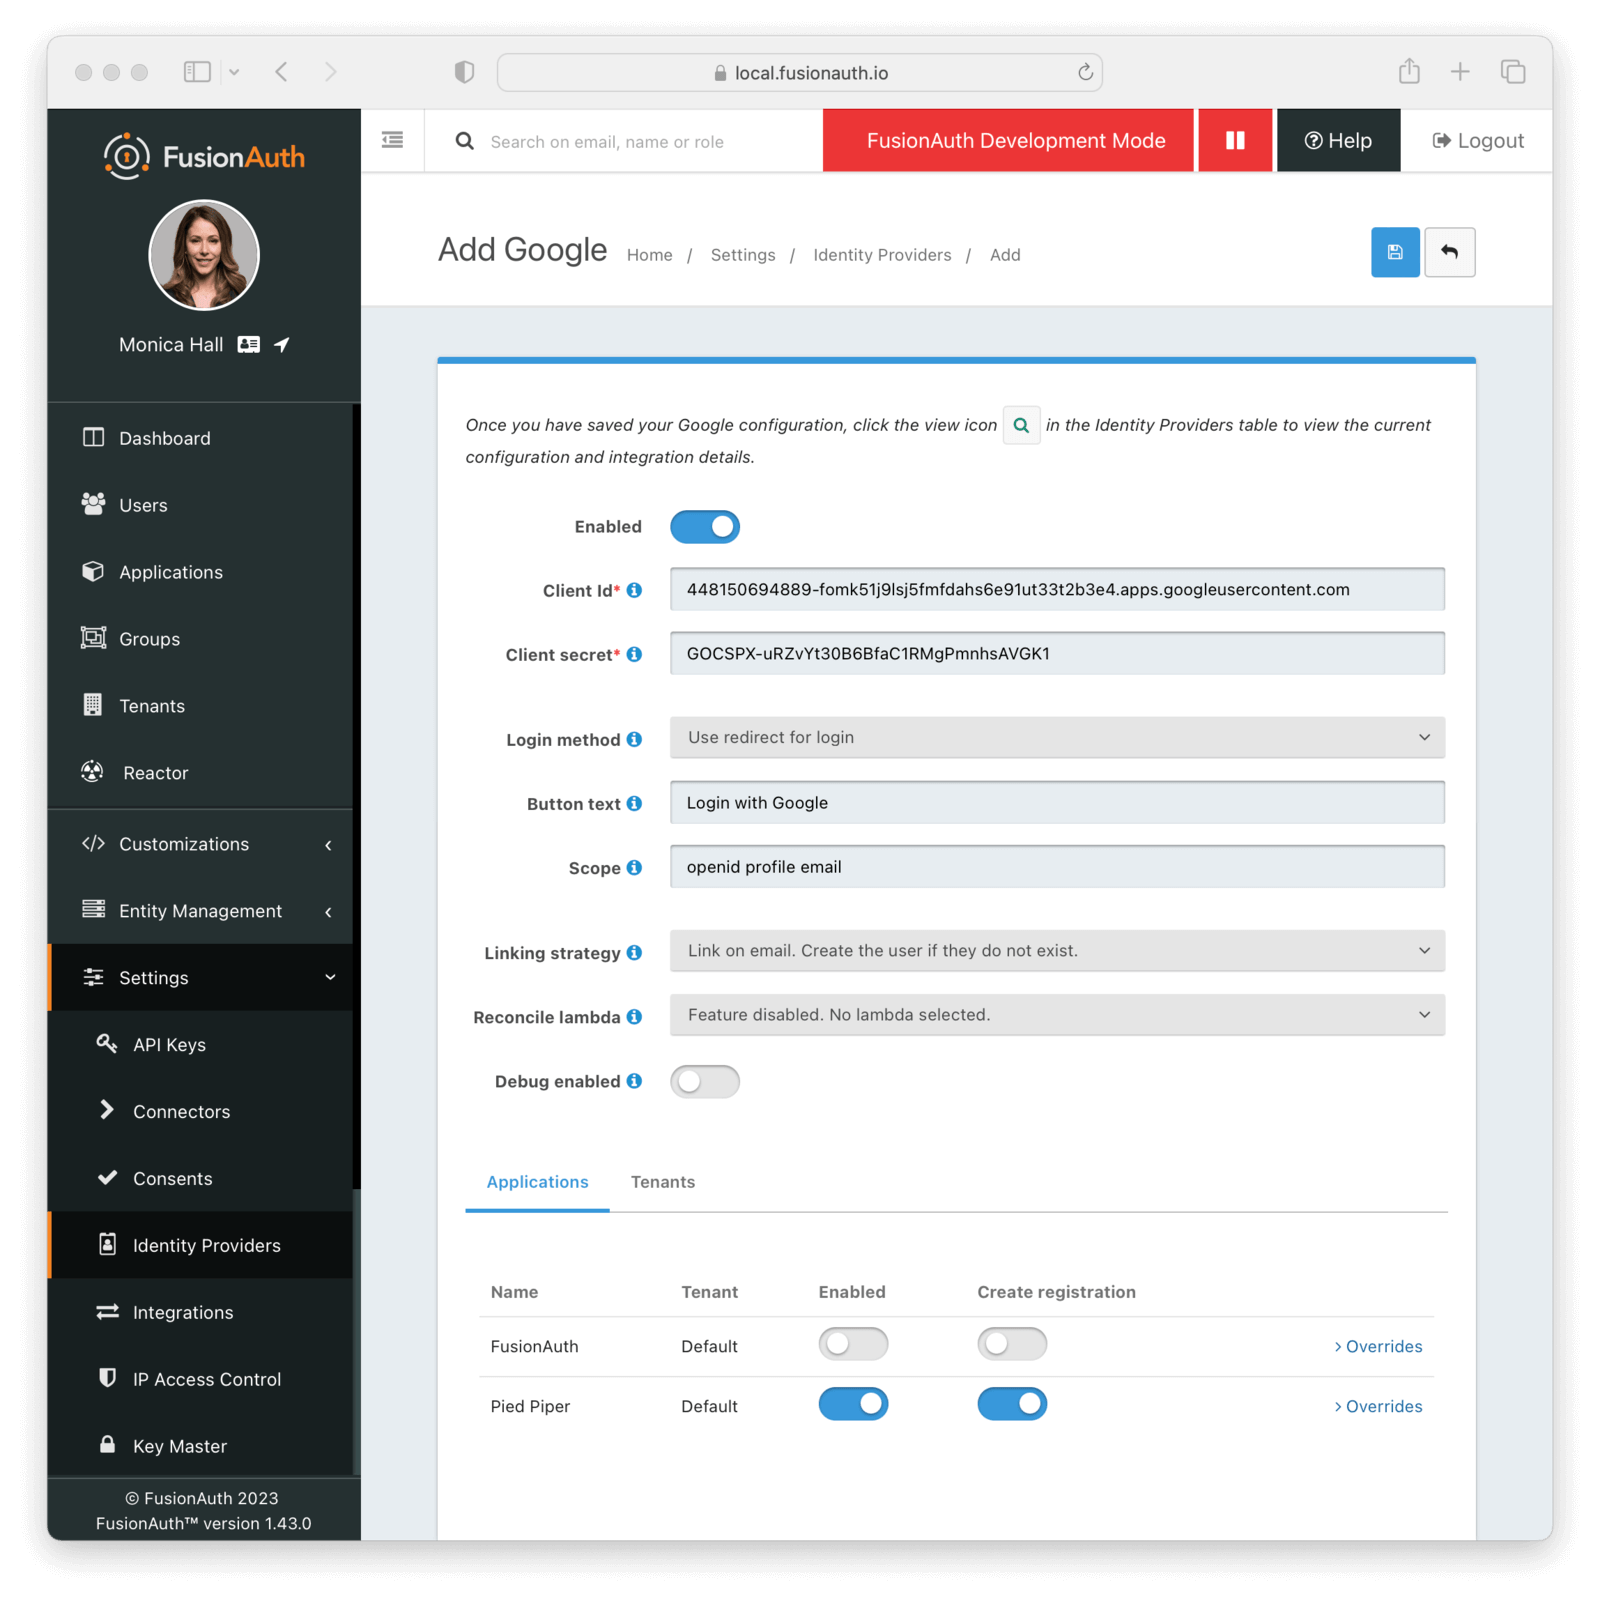 local.fusionauth.io
FusionAuth
Search on email, name or role
FusionAuth Development Mode
Help
Logout
Monica Hall
Dashboard
Users
Applications
Groups
Tenants
Reactor
Customizations
Entity Management
Settings
API Keys
Connectors
Consents
Identity Providers
Integrations
IP Access Control
Key Master
© FusionAuth 2023
FusionAuth™ version 1.43.0
Add Google Home / Settings / Identity Providers / Add
Once you have saved your Google configuration, click the view icon in the Identity Providers table to view the current
configuration and integration details.
Enabled
Client Id* 448150694889-fomk51j9lsj5fmfdahs6e91ut33t2b3e4.apps.googleusercontent.com
Client secret* 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
Login method Use redirect for login
Button text Login with Google
Scope openid profile email
Linking strategy Link on email. Create the user if they do not exist.
Reconcile lambda Feature disabled. No lambda selected.
Debug enabled
Applications Tenants
Name Tenant Enabled Create registration
FusionAuth Default Overrides
Pied Piper Default Overrides